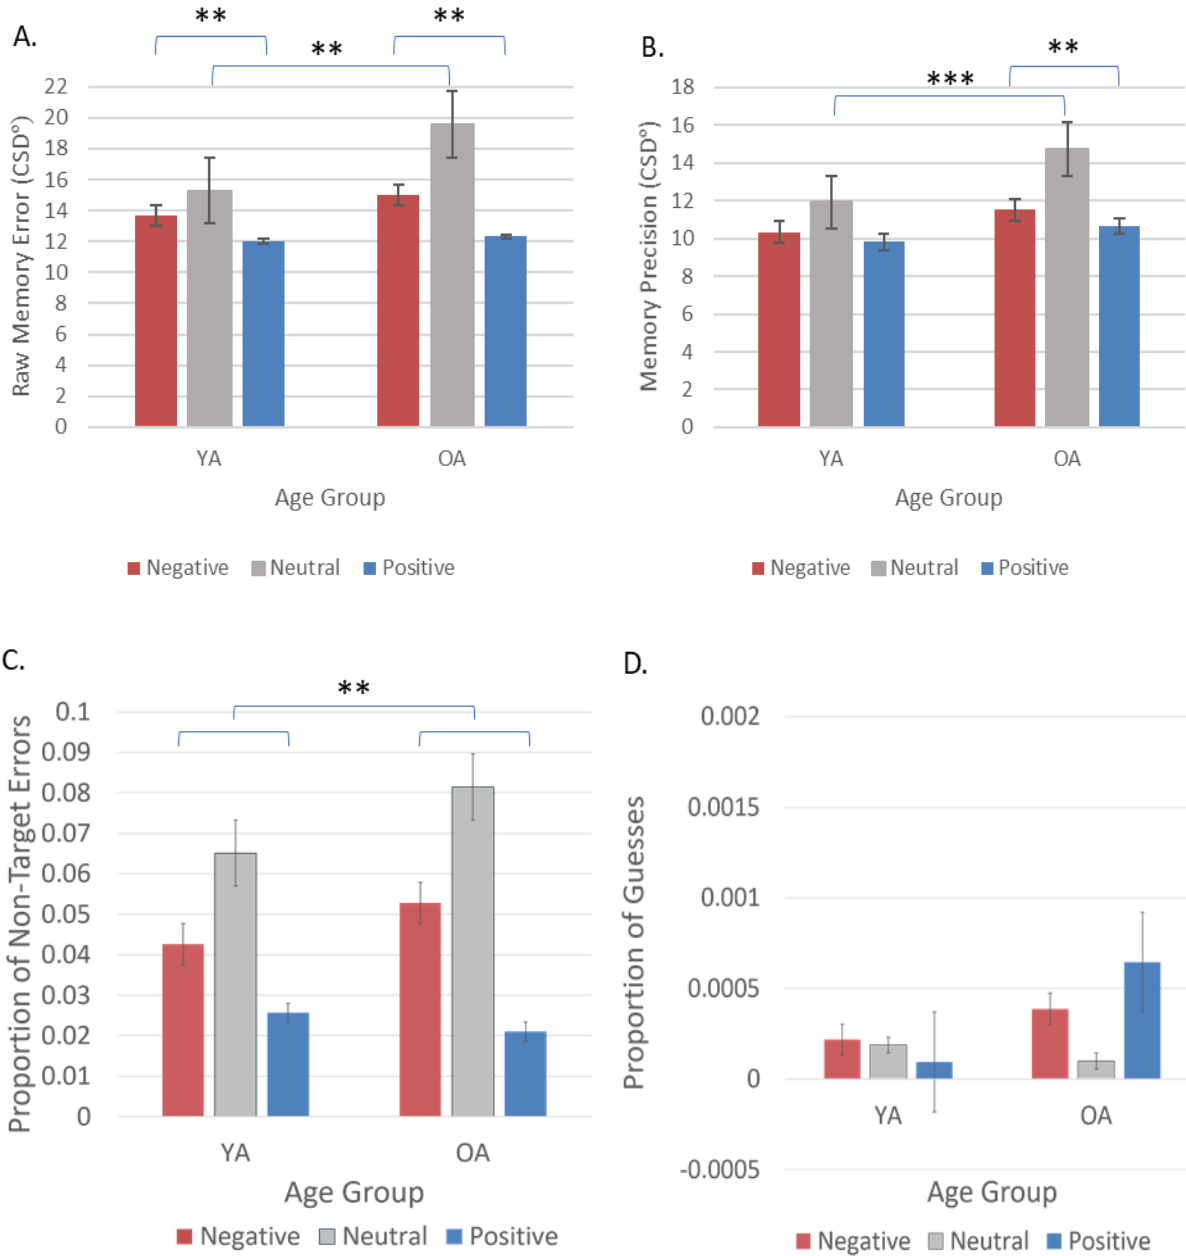 A.
** **
**
Raw Memory Error (CSDº)
22
20
18
16
14
12
10
8
6
4
2
0
YA OA
Age Group
Negative Neutral Positive
B.
**
***
Memory Precision (CSDº)
18
16
14
12
10
8
6
4
2
0
YA OA
Age Group
Negative Neutral Positive
C.
**
Proportion of Non-Target Errors
0.1
0.09
0.08
0.07
0.06
0.05
0.04
0.03
0.02
0.01
0
YA OA
Age Group
Negative Neutral Positive
D.
Proportion of Guesses
0.002
0.0015
0.001
0.0005
0
-0.0005
YA OA
Age Group
Negative Neutral Positive